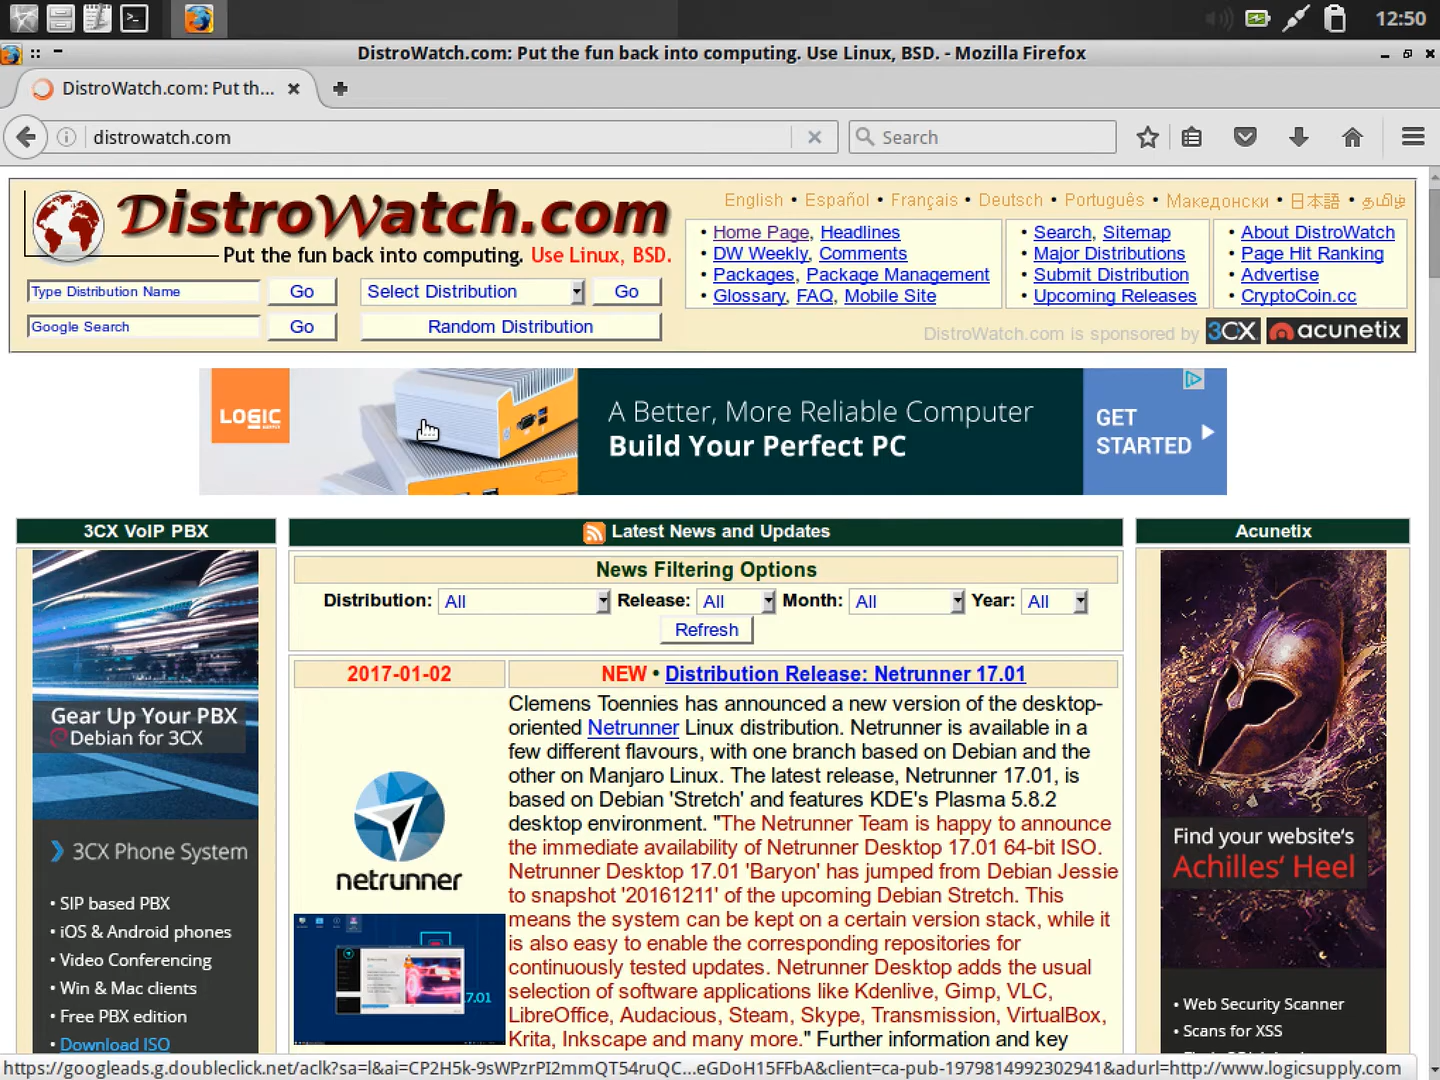 12:50
DistroWatch.com: Put the fun back into computing. Use Linux, BSD. - Mozilla Firefox
DistroWatch.com: Put th...
distrowatch.com
Search
DistroWatch.com
Put the fun back into computing. Use Linux, BSD.
English • Español • Français • Deutsch • Português • Македонски • 日本語 • தமிழ்
Type Distribution Name
Go
Select Distribution
Go
Google Search
Go
Random Distribution
• Home Page, Headlines
• DW Weekly, Comments
• Packages, Package Management
• Glossary, FAQ, Mobile Site
• Search, Sitemap
• Major Distributions
• Submit Distribution
• Upcoming Releases
• About DistroWatch
• Page Hit Ranking
• Advertise
• CryptoCoin.cc
DistroWatch.com is sponsored by 3CX acunetix
LOGIC
A Better, More Reliable Computer
Build Your Perfect PC
GET
STARTED
3CX VoIP PBX
Gear Up Your PBX
Debian for 3CX
3CX Phone System
• SIP based PBX
• iOS & Android phones
• Video Conferencing
• Win & Mac clients
• Free PBX edition
• Download ISO
Latest News and Updates
News Filtering Options
Distribution: All Release: All Month: All Year: All
Refresh
2017-01-02
NEW • Distribution Release: Netrunner 17.01
netrunner
17.01
Clemens Toennies has announced a new version of the desktop-
oriented Netrunner Linux distribution. Netrunner is available in a
few different flavours, with one branch based on Debian and the
other on Manjaro Linux. The latest release, Netrunner 17.01, is
based on Debian 'Stretch' and features KDE's Plasma 5.8.2
desktop environment. "The Netrunner Team is happy to announce
the immediate availability of Netrunner Desktop 17.01 64-bit ISO.
Netrunner Desktop 17.01 'Baryon' has jumped from Debian Jessie
to snapshot '20161211' of the upcoming Debian Stretch. This
means the system can be kept on a certain version stack, while it
is also easy to enable the corresponding repositories for
continuously tested updates. Netrunner Desktop adds the usual
selection of software applications like Kdenlive, Gimp, VLC,
LibreOffice, Audacious, Steam, Skype, Transmission, VirtualBox,
Krita, Inkscape and many more." Further information and key
Acunetix
Find your website's
Achilles' Heel
• Web Security Scanner
• Scans for XSS
https://googleads.g.doubleclick.net/aclk?sa=l&ai=CP2H5k-9sWPzrPI2mmQT54ruQC...eGDoH15FFbA&client=ca-pub-1979814992302941&adurl=http://www.logicsupply.com